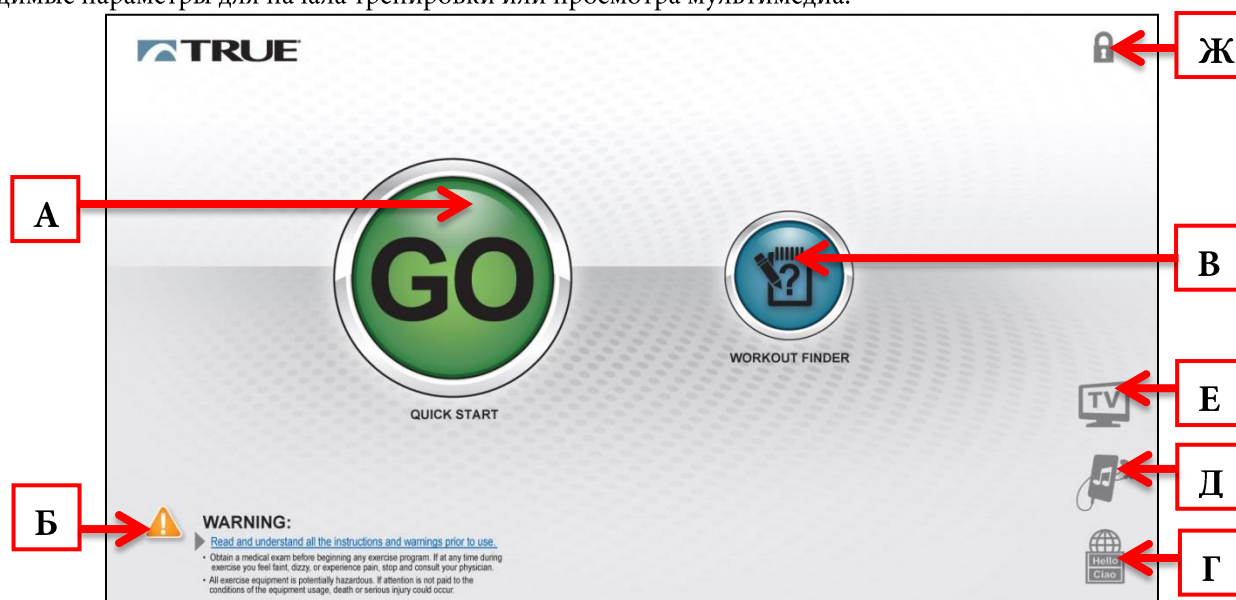 димые параметры для начала тренировки или просмотра мультимедиа.
TRUE
Ж
А
GO
В
WORKOUT FINDER
QUICK START
TV
Е
Д
Б
WARNING:
Read and understand all the instructions and warnings prior to use.
• Obtain a medical exam before beginning any exercise program. If at any time during
exercise you feel faint, dizzy, or experience pain, stop and consult your physician.
• All exercise equipment is potentially hazardous. If attention is not paid to the
conditions of the equipment usage, death or serious injury could occur.
Hello
Ciao
Г